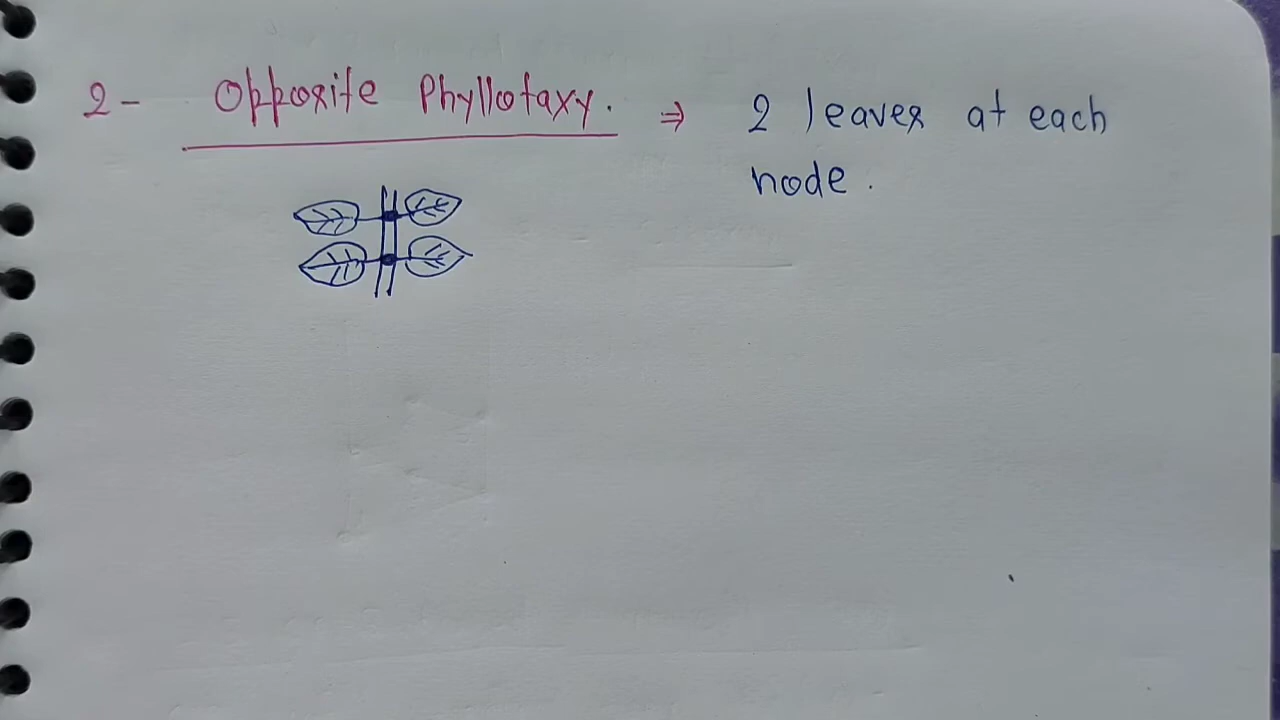 2- Opposite Phyllotaxy. ⇒ 2 leaves at each
node.